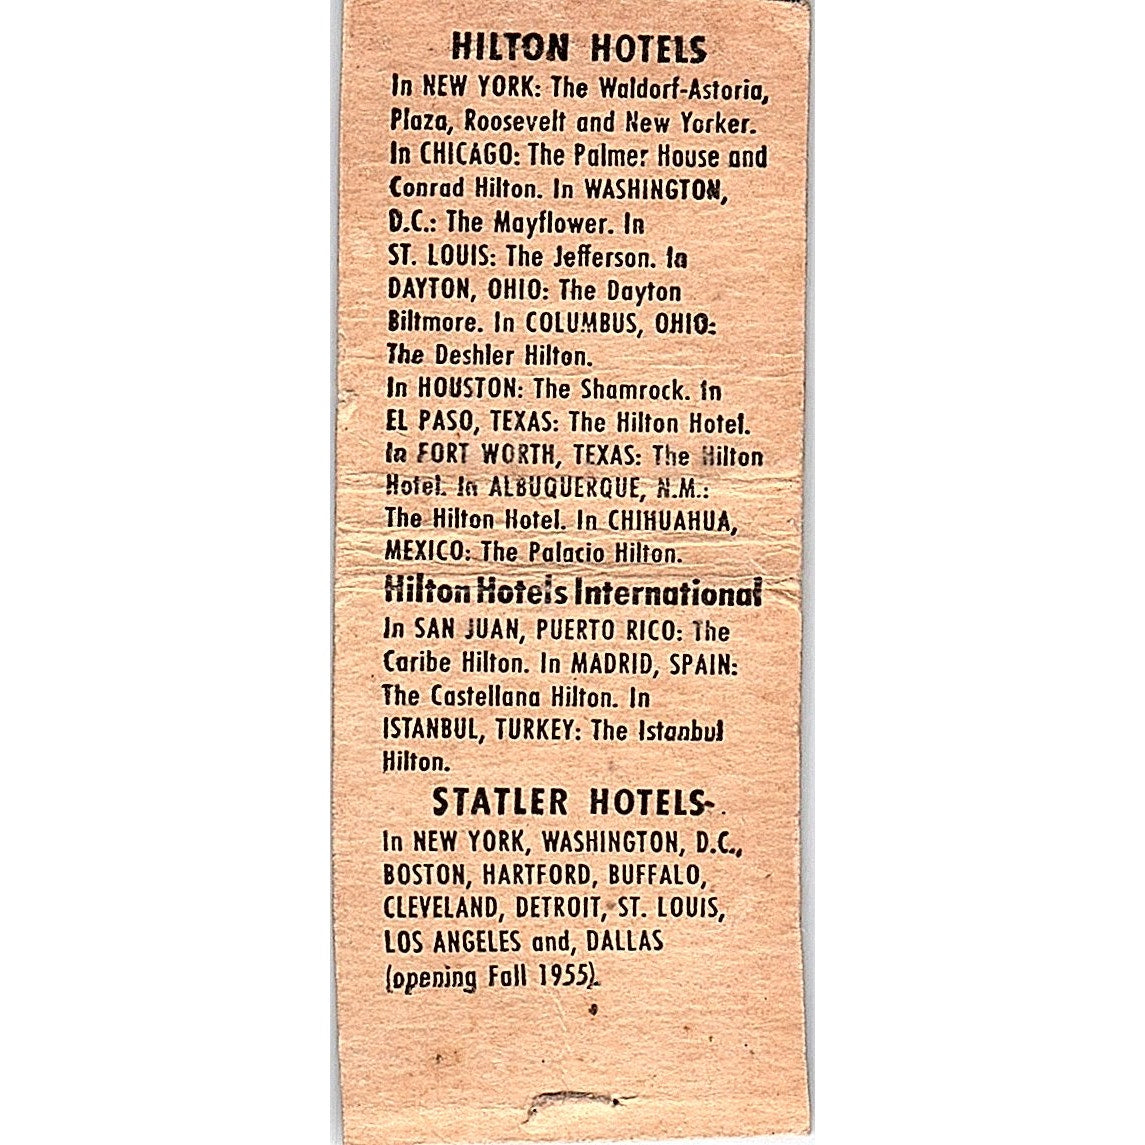 HILTON HOTELS
In NEW YORK: The Waldorf-Astoria,
Plaza, Roosevelt and New Yorker.
In CHICAGO: The Palmer House and
Conrad Hilton. In WASHINGTON,
D.C.: The Mayflower. In
ST. LOUIS: The Jefferson. In
DAYTON, OHIO: The Dayton
Biltmore. In COLUMBUS, OHIO:
The Deshler Hilton.
In HOUSTON: The Shamrock. In
EL PASO, TEXAS: The Hilton Hotel.
In FORT WORTH, TEXAS: The Hilton
Hotel. In ALBUQUERQUE, N.M.:
The Hilton Hotel. In CHIHUAHUA,
MEXICO: The Palacio Hilton.
Hilton Hotels International
In SAN JUAN, PUERTO RICO: The
Caribe Hilton. In MADRID, SPAIN:
The Castellana Hilton. In
ISTANBUL, TURKEY: The Istanbul
Hilton.
STATLER HOTELS
In NEW YORK, WASHINGTON, D.C.,
BOSTON, HARTFORD, BUFFALO,
CLEVELAND, DETROIT, ST. LOUIS,
LOS ANGELES and, DALLAS
(opening Fall 1955).